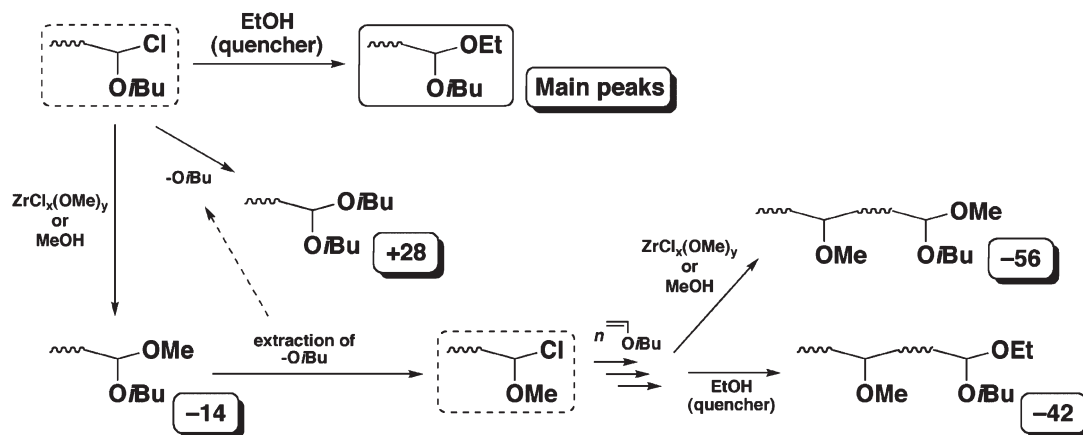 Cl
OiBu
EtOH
(quencher)
OEt
OiBu
Main peaks
ZrClx(OMe)y
or
MeOH
-OiBu
OiBu
OiBu
+28
OMe
OiBu
–14
extraction of
-OiBu
Cl
OMe
n
OiBu
ZrClx(OMe)y
or
MeOH
OMe
OMe
OiBu
–56
EtOH
(quencher)
OEt
OMe
OiBu
–42